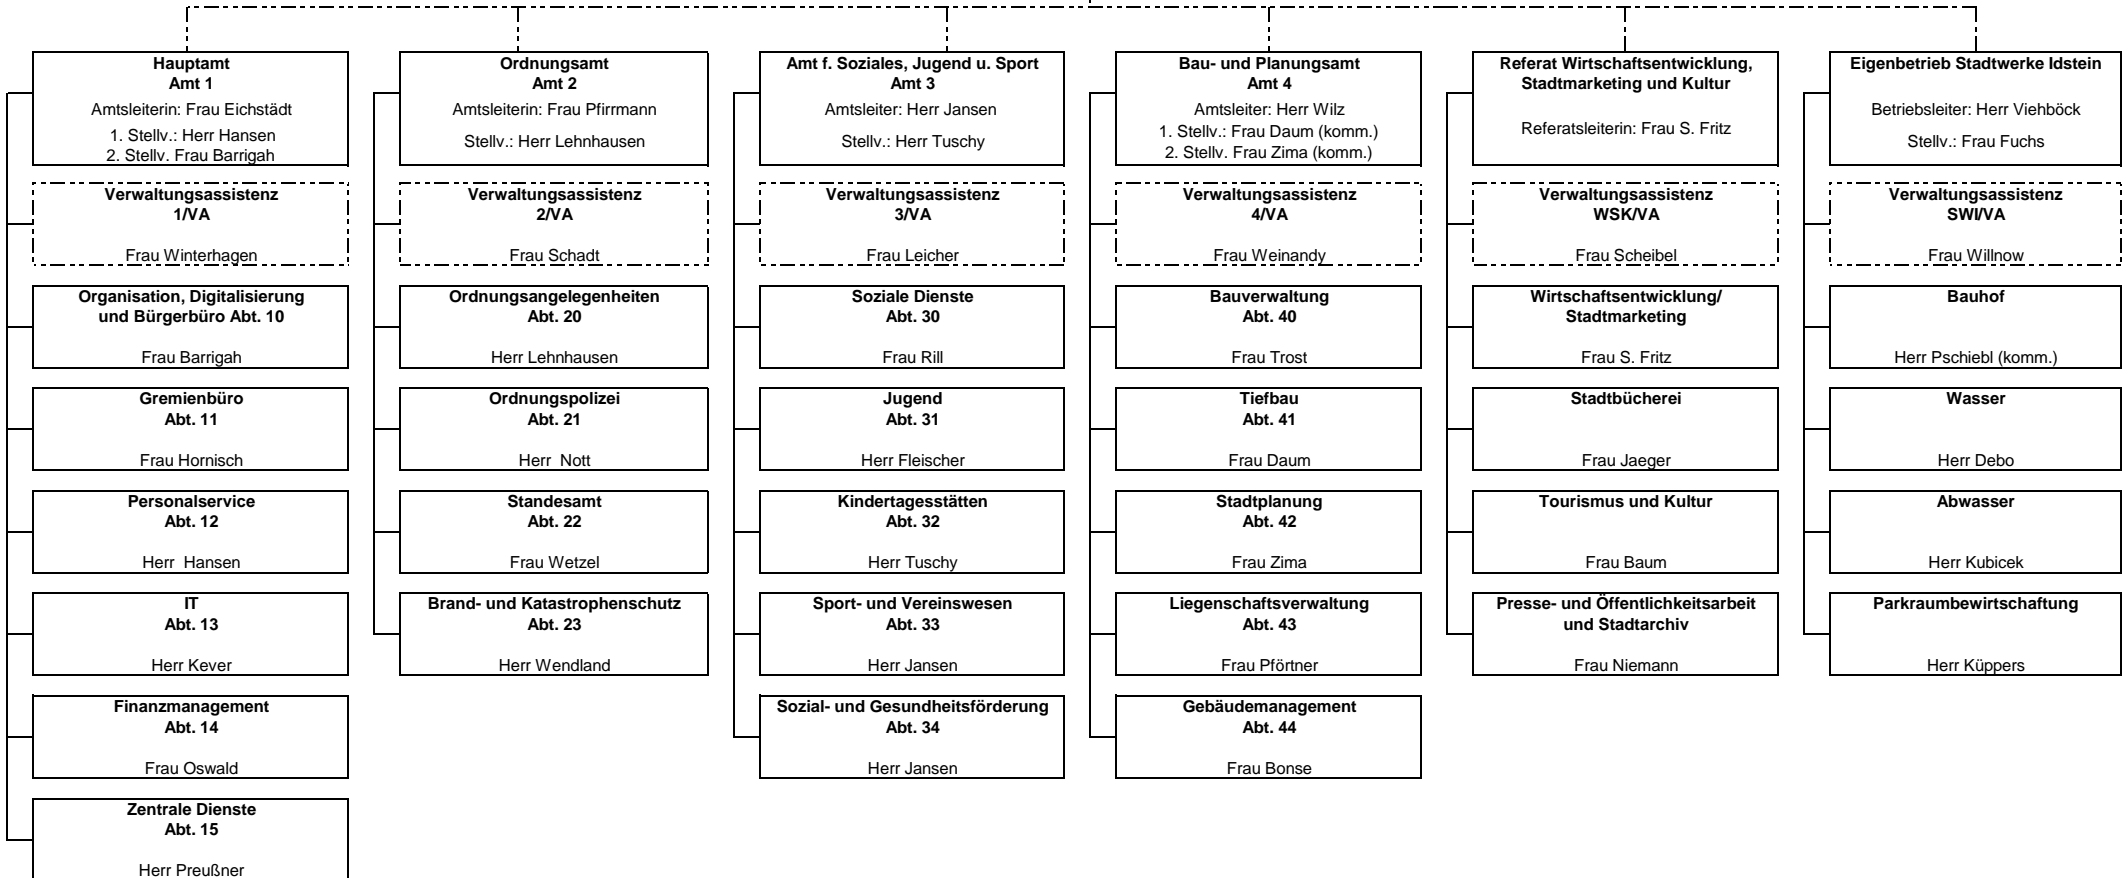 Hauptamt
Amt 1
Amtsleiterin: Frau Eichstädt
1. Stellv.: Herr Hansen
2. Stellv. Frau Barrigah
Verwaltungsassistenz
1/VA
Frau Winterhagen
Organisation, Digitalisierung
und Bürgerbüro Abt. 10
Frau Barrigah
Gremienbüro
Abt. 11
Frau Hornisch
Personalservice
Abt. 12
Herr  Hansen
IT
Abt. 13
Herr Kever
Finanzmanagement
Abt. 14
Frau Oswald
Zentrale Dienste
Abt. 15
Herr Preußner
Ordnungsamt
Amt 2
Amtsleiterin: Frau Pfirrmann
Stellv.: Herr Lehnhausen
Verwaltungsassistenz
2/VA
Frau Schadt
Ordnungsangelegenheiten
Abt. 20
Herr Lehnhausen
Ordnungspolizei
Abt. 21
Herr  Nott
Standesamt
Abt. 22
Frau Wetzel
Brand- und Katastrophenschutz
Abt. 23
Herr Wendland
Amt f. Soziales, Jugend u. Sport
Amt 3
Amtsleiter: Herr Jansen
Stellv.: Herr Tuschy
Verwaltungsassistenz
3/VA
Frau Leicher
Soziale Dienste
Abt. 30
Frau Rill
Jugend
Abt. 31
Herr Fleischer
Kindertagesstätten
Abt. 32
Herr Tuschy
Sport- und Vereinswesen
Abt. 33
Herr Jansen
Sozial- und Gesundheitsförderung
Abt. 34
Herr Jansen
Bau- und Planungsamt
Amt 4
Amtsleiter: Herr Wilz
1. Stellv.: Frau Daum (komm.)
2. Stellv. Frau Zima (komm.)
Verwaltungsassistenz
4/VA
Frau Weinandy
Bauverwaltung
Abt. 40
Frau Trost
Tiefbau
Abt. 41
Frau Daum
Stadtplanung
Abt. 42
Frau Zima
Liegenschaftsverwaltung
Abt. 43
Frau Pförtner
Gebäudemanagement
Abt. 44
Frau Bonse
Referat Wirtschaftsentwicklung,
Stadtmarketing und Kultur
Referatsleiterin: Frau S. Fritz
Verwaltungsassistenz
WSK/VA
Frau Scheibel
Wirtschaftsentwicklung/
Stadtmarketing
Frau S. Fritz
Stadtbücherei
Frau Jaeger
Tourismus und Kultur
Frau Baum
Presse- und Öffentlichkeitsarbeit
und Stadtarchiv
Frau Niemann
Eigenbetrieb Stadtwerke Idstein
Betriebsleiter: Herr Viehböck
Stellv.: Frau Fuchs
Verwaltungsassistenz
SWI/VA
Frau Willnow
Bauhof
Herr Pschiebl (komm.)
Wasser
Herr Debo
Abwasser
Herr Kubicek
Parkraumbewirtschaftung
Herr Küppers